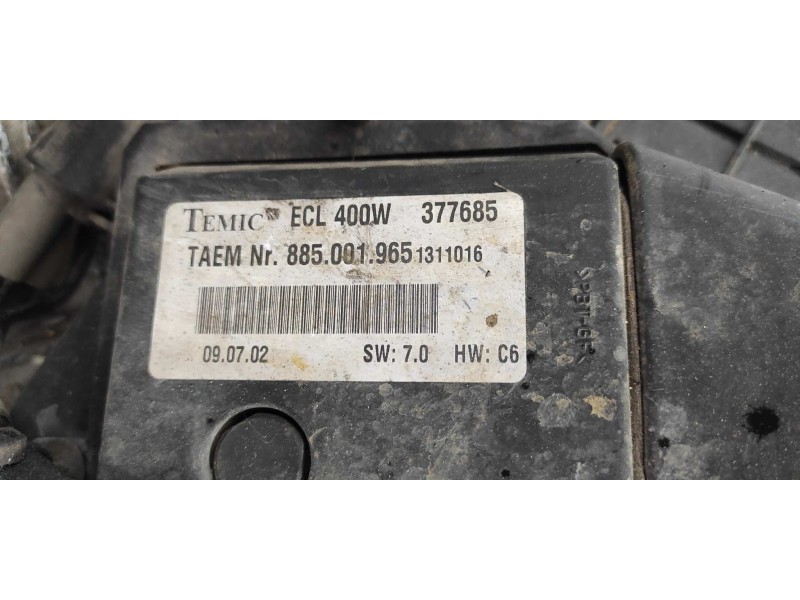 TEMIC ECL 400W 377685
TAEM Nr. 885.001.965 1311016
09.07.02 SW: 7.0 HW: C6